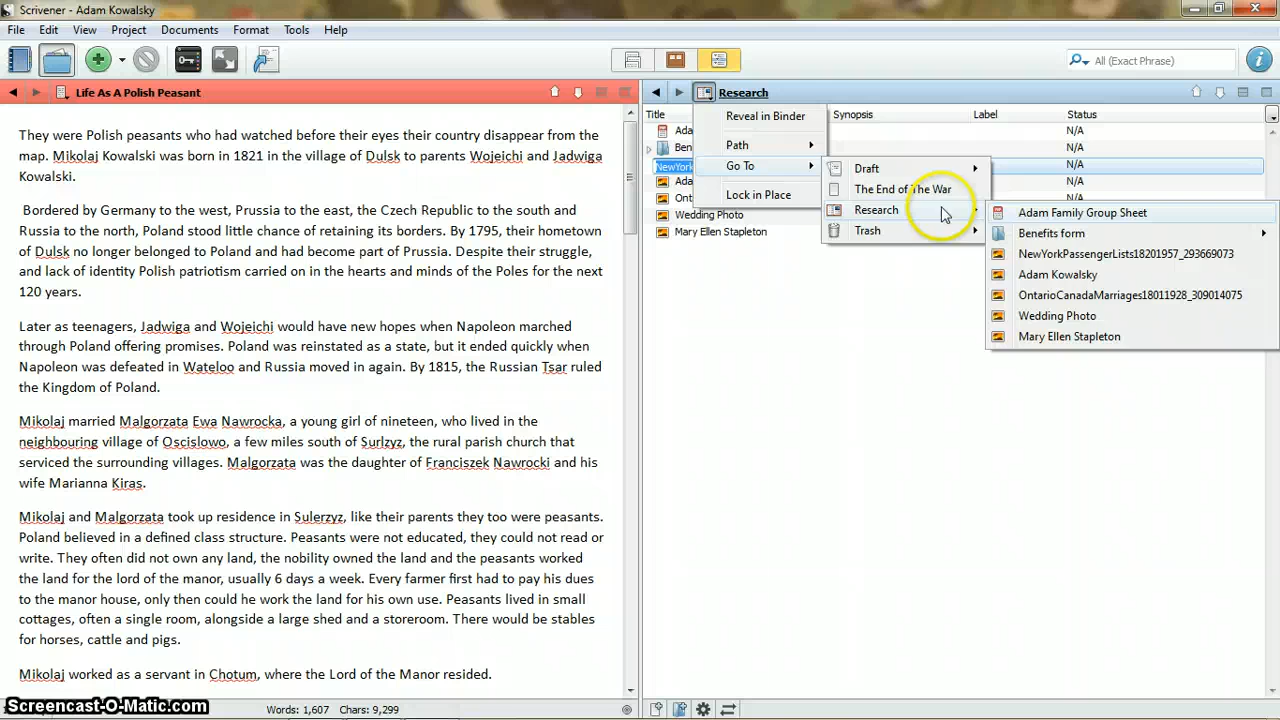 Scrivener - Adam Kowalsky
File Edit View Project Documents Format Tools Help
All (Exact Phrase)
Life As A Polish Peasant
They were Polish peasants who had watched before their eyes their country disappear from the
map. Mikolaj Kowalski was born in 1821 in the village of Dulsk to parents Wojeichi and Jadwiga
Kowalski.
Bordered by Germany to the west, Prussia to the east, the Czech Republic to the south and
Russia to the north, Poland stood little chance of retaining its borders. By 1795, their hometown
of Dulsk no longer belonged to Poland and has become part of Prussia. Despite their struggle,
and lack of identity Polish patriotism carried on in the hearts and minds of the Poles for the next
120 years.
Later as teenagers, Jadwiga and Wojeichi would have new hopes when Napoleon marched
through Poland offering promises. Poland was reinstated as a state, but it ended quickly when
Napoleon was defeated in Wateloo and Russia moved in again. By 1815, the Russian Tsar ruled
the Kingdom of Poland.
Mikolaj married Malgorzata Ewa Nawrocka, a young girl of nineteen, who lived in the
neighbouring village of Oscislowo, a few miles south of Surlzyz, the rural parish church that
serviced the surrounding villages. Malgorzata was the daughter of Franciszek Nawrocki and his
wife Marianna Kiras.
Mikolaj and Malgorzata took up residence in Sulerzyz, like their parents they too were peasants.
Poland believed in a defined class structure. Peasants were not educated, they could not read or
write. They often did not own any land, the nobility owned the land and the peasants worked
the land for the lord of the manor, usually 6 days a week. Every farmer first had to pay his dues
to the manor house, only then could he work the land for his own use. Peasants lived in small
cottages, often a single room, alongside a large shed and a storeroom. There would be stables
for horses, cattle and pigs.
Mikolaj worked as a servant in Chotum, where the Lord of the Manor resided.
Words: 1,607 Chars: 9,299
Research
Title Synopsis Label Status
Ada N/A
Ben N/A
NewYork N/A
Ada N/A
Ont
Wedding Photo
Mary Ellen Stapleton
Reveal in Binder
Path
Go To
Lock in Place
Draft
The End of The War
Research
Trash
Adam Family Group Sheet
Benefits form
NewYorkPassengerLists18201957_293669073
Adam Kowalsky
OntarioCanadaMarriages18011928_309014075
Wedding Photo
Mary Ellen Stapleton
Screencast-O-Matic.com